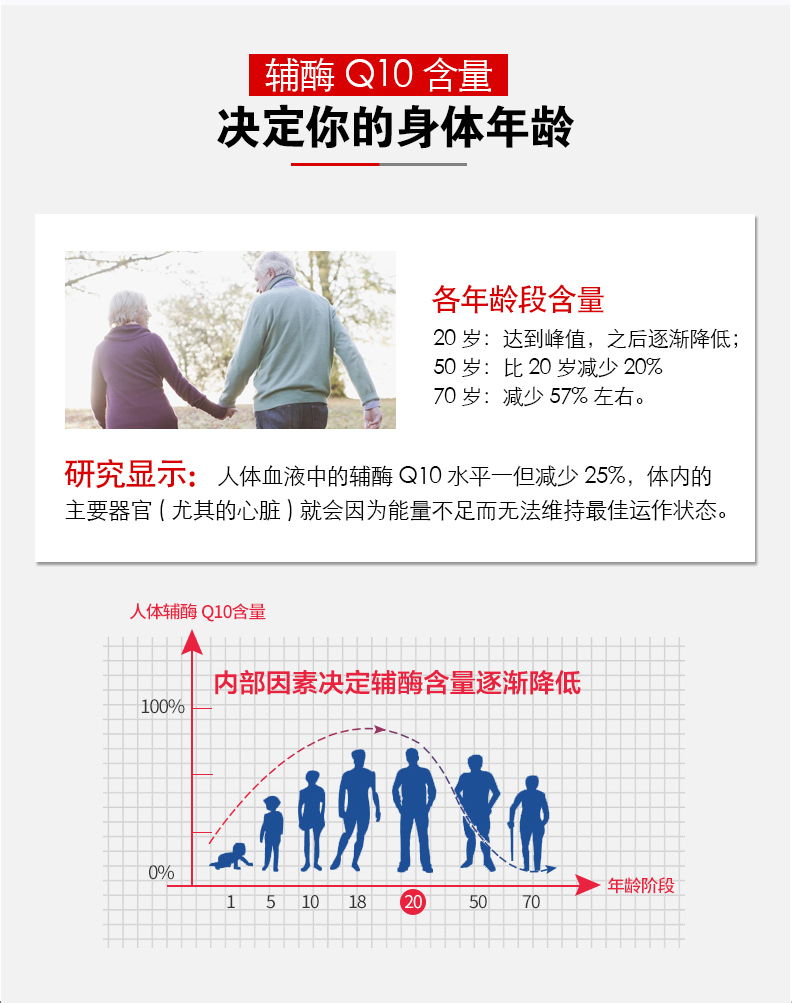 辅酶 Q10 含量
决定你的身体年龄
各年龄段含量
20 岁：达到峰值，之后逐渐降低；
50 岁：比 20 岁减少 20%
70 岁：减少 57% 左右。
研究显示：人体血液中的辅酶 Q10 水平一但减少 25%，体内的
主要器官 ( 尤其的心脏 ) 就会因为能量不足而无法维持最佳运作状态。
人体辅酶 Q10含量
内部因素决定辅酶含量逐渐降低
100%
0%
年龄阶段
1 5 10 18 20 50 70